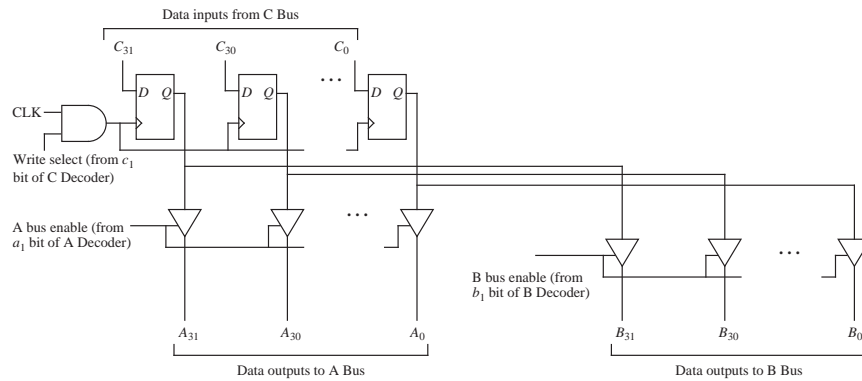 Data inputs from C Bus
C31 C30 C0
...
D Q D Q D Q
CLK
Write select (from c1
bit of C Decoder)
A bus enable (from
a1 bit of A Decoder)
...
B bus enable (from
b1 bit of B Decoder)
...
A31 A30 A0 B31 B30 B0
Data outputs to A Bus Data outputs to B Bus